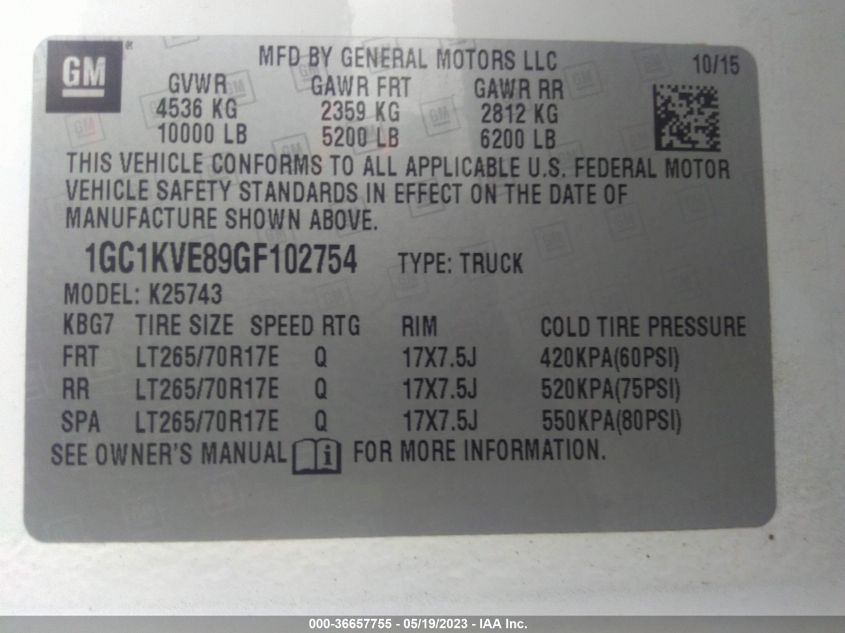 GM
MFD BY GENERAL MOTORS LLC 10/15
GVWR GAWR FRT GAWR RR
4536 KG 2359 KG 2812 KG
10000 LB 5200 LB 6200 LB
THIS VEHICLE CONFORMS TO ALL APPLICABLE U.S. FEDERAL MOTOR
VEHICLE SAFETY STANDARDS IN EFFECT ON THE DATE OF
MANUFACTURE SHOWN ABOVE.
1GC1KVE89GF102754 TYPE: TRUCK
MODEL: K25743
KBG7 TIRE SIZE SPEED RTG RIM COLD TIRE PRESSURE
FRT LT265/70R17E Q 17X7.5J 420KPA(60PSI)
RR LT265/70R17E Q 17X7.5J 520KPA(75PSI)
SPA LT265/70R17E Q 17X7.5J 550KPA(80PSI)
SEE OWNER'S MANUAL i FOR MORE INFORMATION.
000-36657755 - 05/19/2023 - IAA Inc.